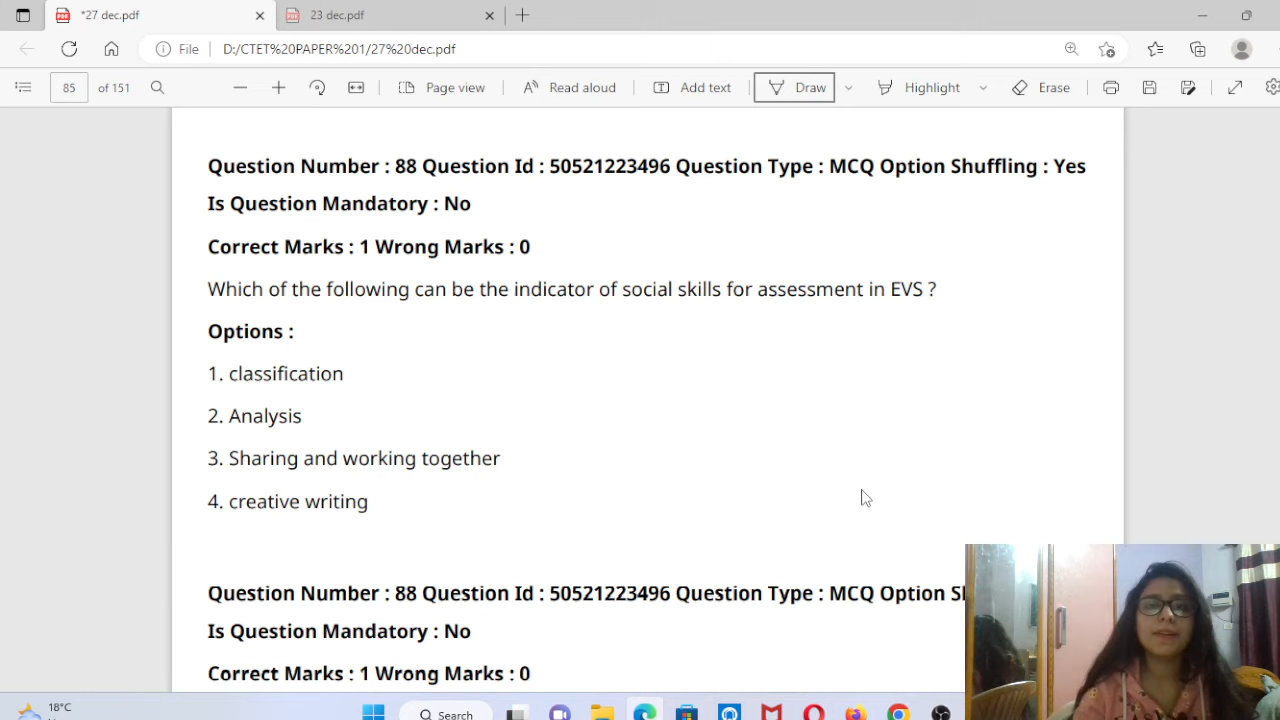 *27 dec.pdf
23 dec.pdf
File
D:/CTET%20PAPER%201/27%20dec.pdf
85 of 151
Page view
Read aloud
Add text
Draw
Highlight
Erase
Question Number : 88 Question Id : 50521223496 Question Type : MCQ Option Shuffling : Yes
Is Question Mandatory : No
Correct Marks : 1 Wrong Marks : 0
Which of the following can be the indicator of social skills for assessment in EVS ?
Options :
1. classification
2. Analysis
3. Sharing and working together
4. creative writing
Question Number : 88 Question Id : 50521223496 Question Type : MCQ Option
Is Question Mandatory : No
Correct Marks : 1 Wrong Marks : 0
18°C
Search